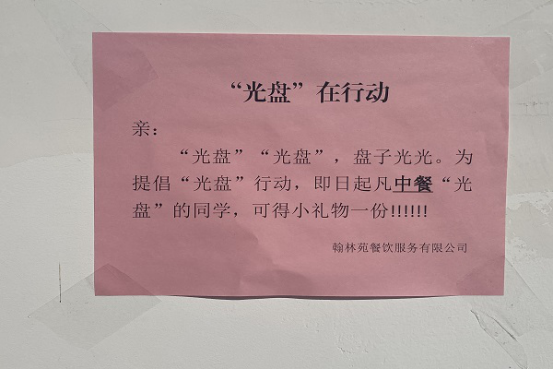 “光盘”在行动
亲：
“光盘”“光盘”，盘子光光。为
提倡“光盘”行动，即日起凡中餐“光
盘”的同学，可得小礼物一份!!!!!!
翰林苑餐饮服务有限公司